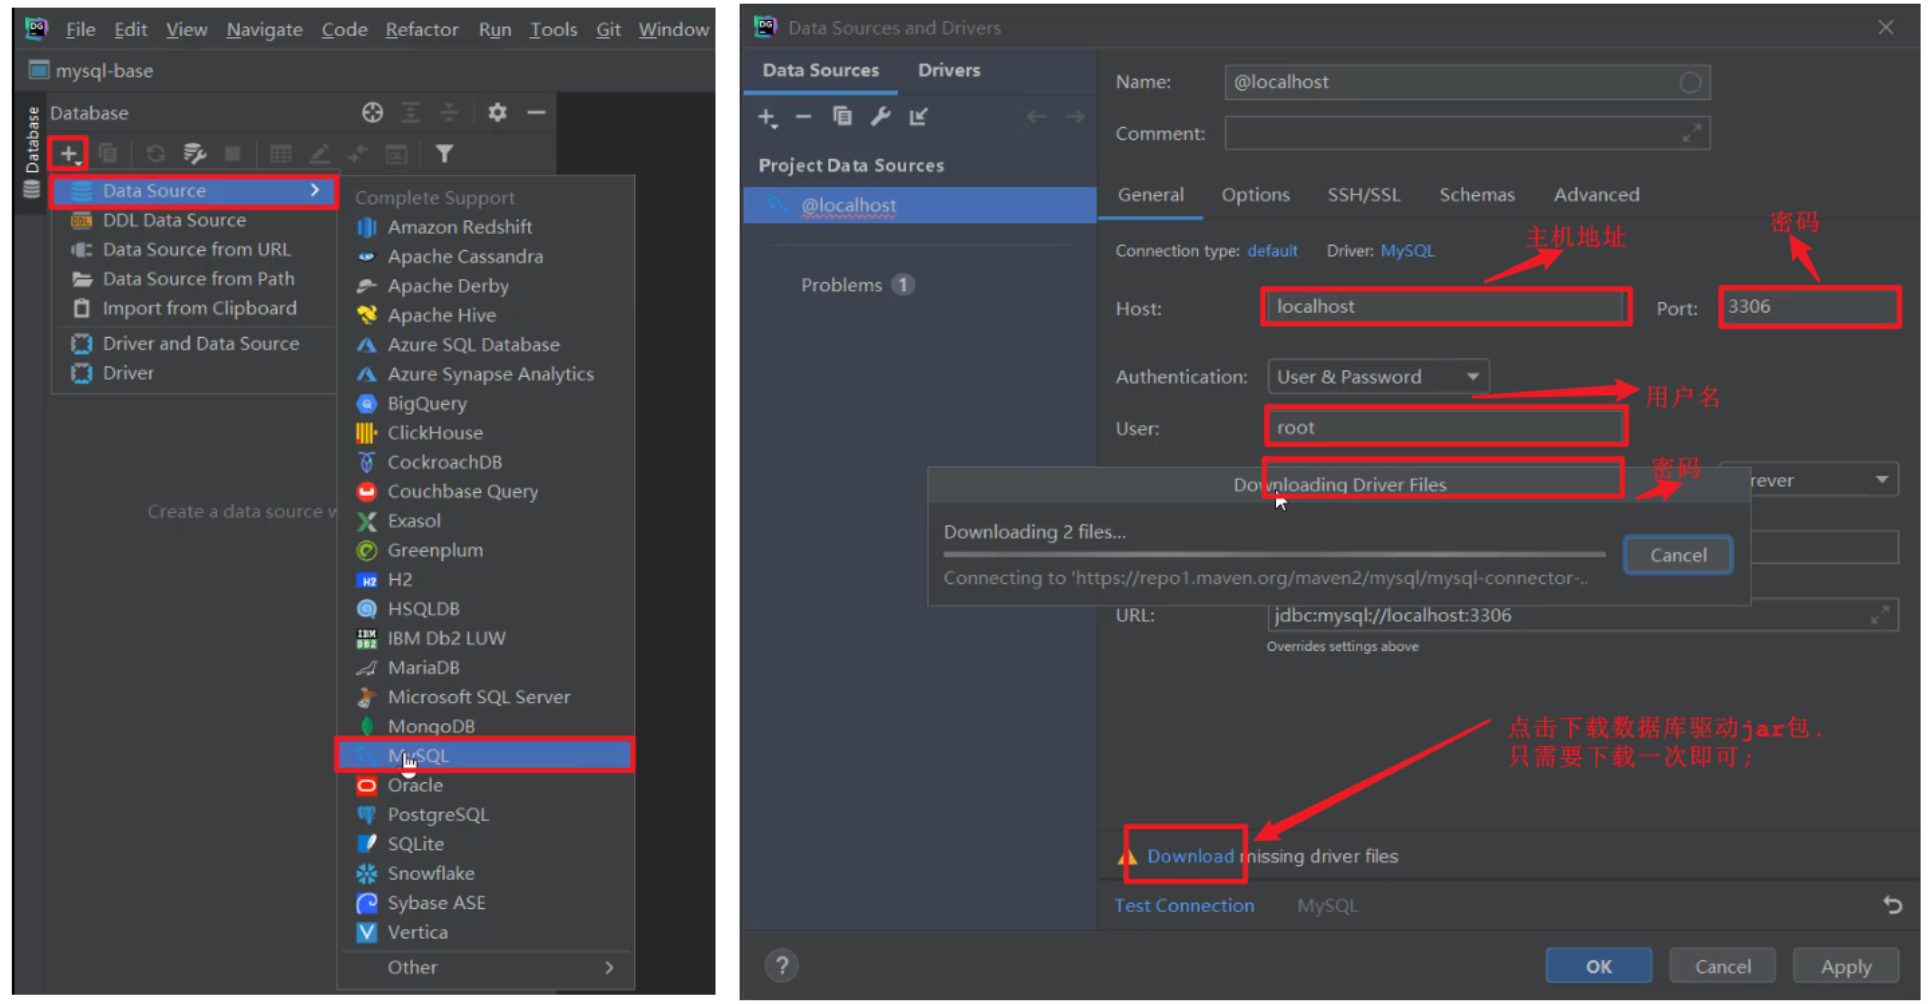 DG File Edit View Navigate Code Refactor Run Tools Git Window
mysql-base
Database
Database
Data Source
DDL Data Source
Data Source from URL
Data Source from Path
Import from Clipboard
Driver and Data Source
Driver
Create a data source w
Complete Support
Amazon Redshift
Apache Cassandra
Apache Derby
Apache Hive
Azure SQL Database
Azure Synapse Analytics
BigQuery
ClickHouse
CockroachDB
Couchbase Query
Exasol
Greenplum
H2 H2
HSQLDB
IBM DB2 IBM Db2 LUW
MariaDB
Microsoft SQL Server
MongoDB
MySQL
Oracle
PostgreSQL
SQLite
Snowflake
Sybase ASE
Vertica
Other
DG Data Sources and Drivers
Data Sources Drivers
Project Data Sources
@localhost
Problems 1
Name: @localhost
Comment:
General Options SSH/SSL Schemas Advanced
主机地址 密码
Connection type: default Driver: MySQL
Host: localhost Port: 3306
Authentication: User & Password
用户名
User: root
密码
rever
Downloading Driver Files
Downloading 2 files...
Cancel
Connecting to 'https://repo1.maven.org/maven2/mysql/mysql-connector-..
URL: jdbc:mysql://localhost:3306
Overrides settings above
点击下载数据库驱动jar包.
只需要下载一次即可;
Download missing driver files
Test Connection MySQL
? OK Cancel Apply